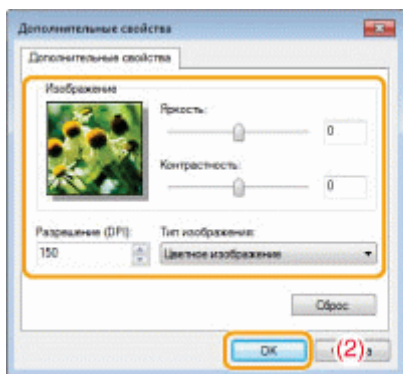 Дополнительные свойства
Дополнительные свойства
Изображение
Яркость:
0
Контрастность:
0
Разрешение (DPI):
Тип изображения:
150
Цветное изображение
Сброс
OK
(2)